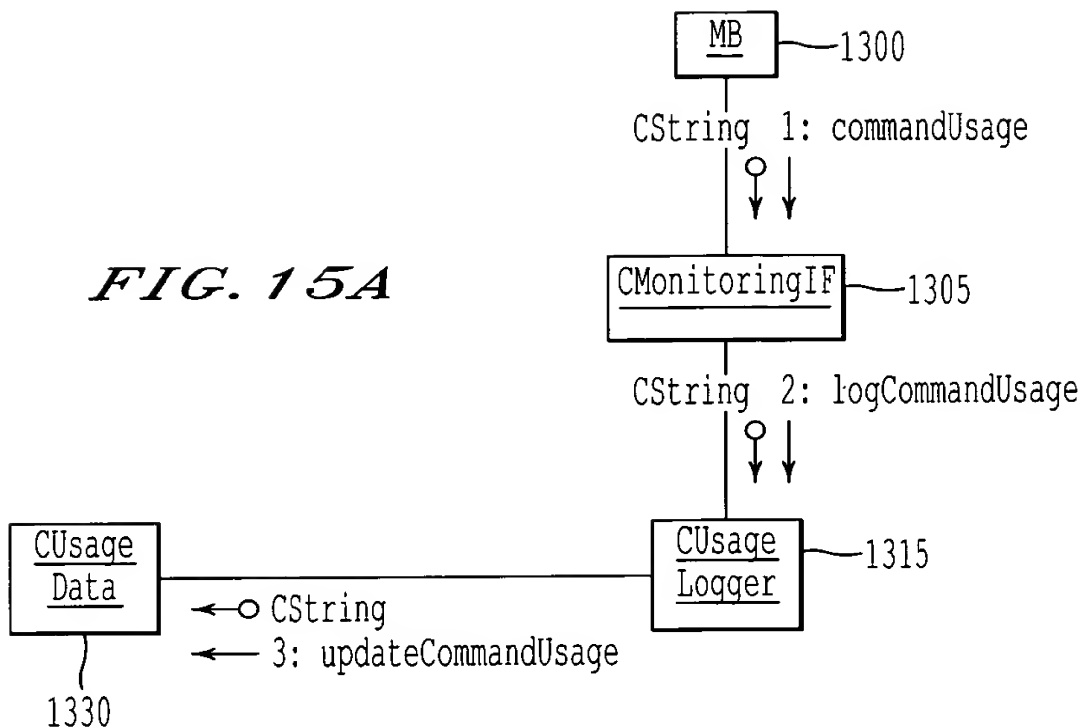 MB
1300
CString 1: commandUsage
FIG. 15A
CMonitoringIF
1305
CString 2: logCommandUsage
CUsage
Data
CUsage
Logger
1315
CString
3: updateCommandUsage
1330